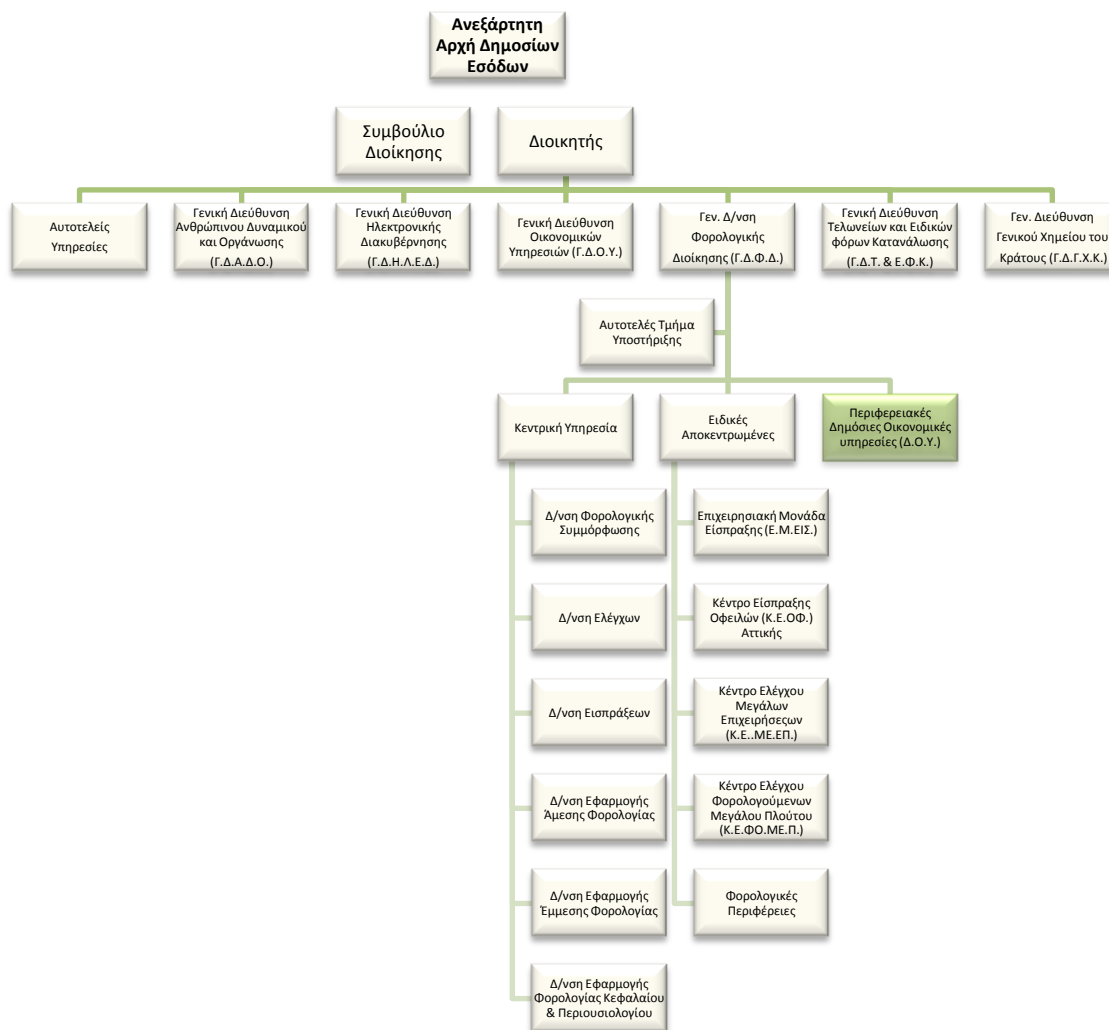 Ανεξάρτητη
Αρχή Δημοσίων
Εσόδων
Συμβούλιο
Διοίκησης
Διοικητής
Αυτοτελείς
Υπηρεσίες
Γενική Διεύθυνση
Ανθρώπινου Δυναμικού
και Οργάνωσης
(Γ.Δ.Α.Δ.Ο.)
Γενική Διεύθυνση
Ηλεκτρονικής
Διακυβέρνησης
(Γ.Δ.Η.Λ.Ε.Δ.)
Γενική Διεύθυνση
Οικονομικών
Υπηρεσιών (Γ.Δ.Ο.Υ.)
Γεν. Δ/νση
Φορολογικής
Διοίκησης (Γ.Δ.Φ.Δ.)
Γενική Διεύθυνση
Τελωνείων και Ειδικών
φόρων Κατανάλωσης
(Γ.Δ.Τ. & Ε.Φ.Κ.)
Γεν. Διεύθυνση
Γενικού Χημείου του
Κράτους (Γ.Δ.Γ.Χ.Κ.)
Αυτοτελές Τμήμα
Υποστήριξης
Κεντρική Υπηρεσία
Ειδικές
Αποκεντρωμένες
Περιφερειακές
Δημόσιες Οικονομικές
υπηρεσίες (Δ.Ο.Υ.)
Δ/νση Φορολογικής
Συμμόρφωσης
Δ/νση Ελέγχων
Δ/νση Εισπράξεων
Δ/νση Εφαρμογής
Άμεσης Φορολογίας
Δ/νση Εφαρμογής
Έμμεσης Φορολογίας
Δ/νση Εφαρμογής
Φορολογίας Κεφαλαίου
& Περιουσιολογίου
Επιχειρησιακή Μονάδα
Είσπραξης (Ε.Μ.ΕΙΣ.)
Κέντρο Είσπραξης
Οφειλών (Κ.Ε.ΟΦ.)
Αττικής
Κέντρο Ελέγχου
Μεγάλων
Επιχειρήσεςων
(Κ.Ε..ΜΕ.ΕΠ.)
Κέντρο Ελέγχου
Φορολογούμενων
Μεγάλου Πλούτου
(Κ.Ε.ΦΟ.ΜΕ.Π.)
Φορολογικές
Περιφέρειες